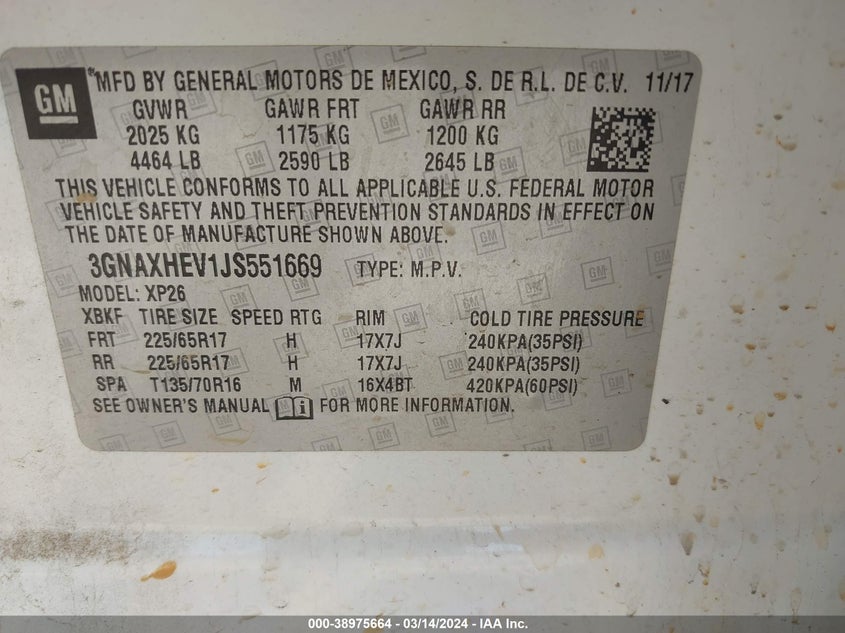 GM
®MFD BY GENERAL MOTORS DE MEXICO, S. DE R.L. DE C.V. 11/17
GVWR GAWR FRT GAWR RR
2025 KG 1175 KG 1200 KG
4464 LB 2590 LB 2645 LB
THIS VEHICLE CONFORMS TO ALL APPLICABLE U.S. FEDERAL MOTOR
VEHICLE SAFETY AND THEFT PREVENTION STANDARDS IN EFFECT ON
THE DATE OF MANUFACTURE SHOWN ABOVE.
3GNAXHEV1JS551669 TYPE: M.P.V.
MODEL: XP26
XBKF TIRE SIZE SPEED RTG RIM COLD TIRE PRESSURE
FRT 225/65R17 H 17X7J 240KPA(35PSI)
RR 225/65R17 H 17X7J 240KPA(35PSI)
SPA T135/70R16 M 16X4BT 420KPA(60PSI)
SEE OWNER'S MANUAL i FOR MORE INFORMATION.
000-38975664 / 03/14/2024 - IAA Inc.